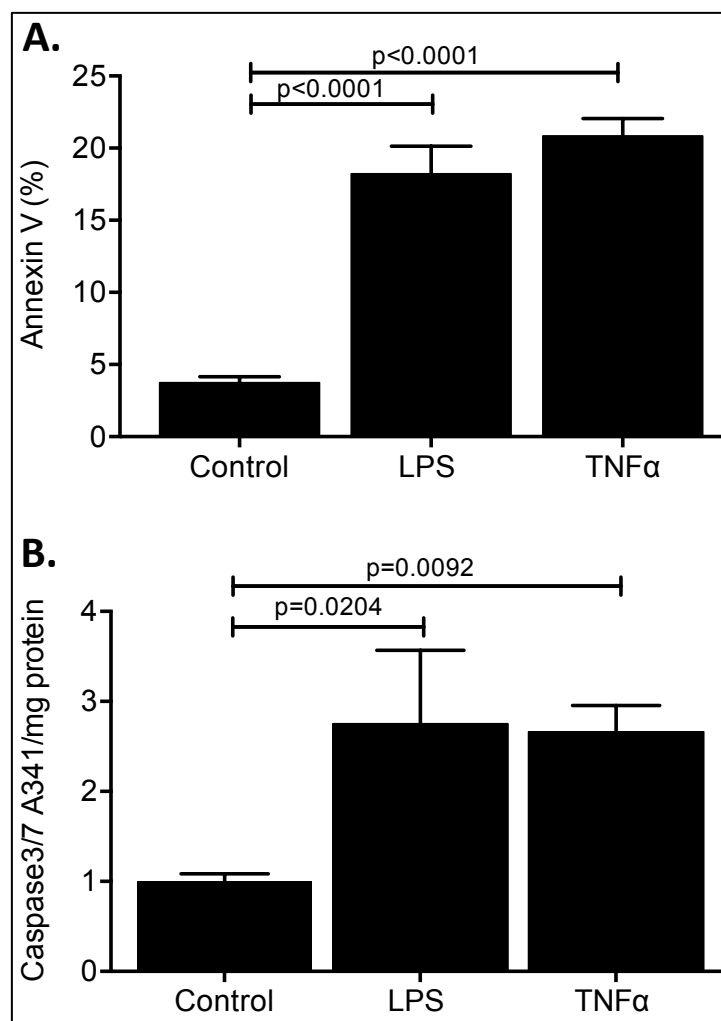 A.
p<0.0001
p<0.0001
25
20
15
10
5
0
Annexin V (%)
Control LPS TNFα
B.
p=0.0092
p=0.0204
4
3
2
1
0
Caspase3/7 A341/mg protein
Control LPS TNFα